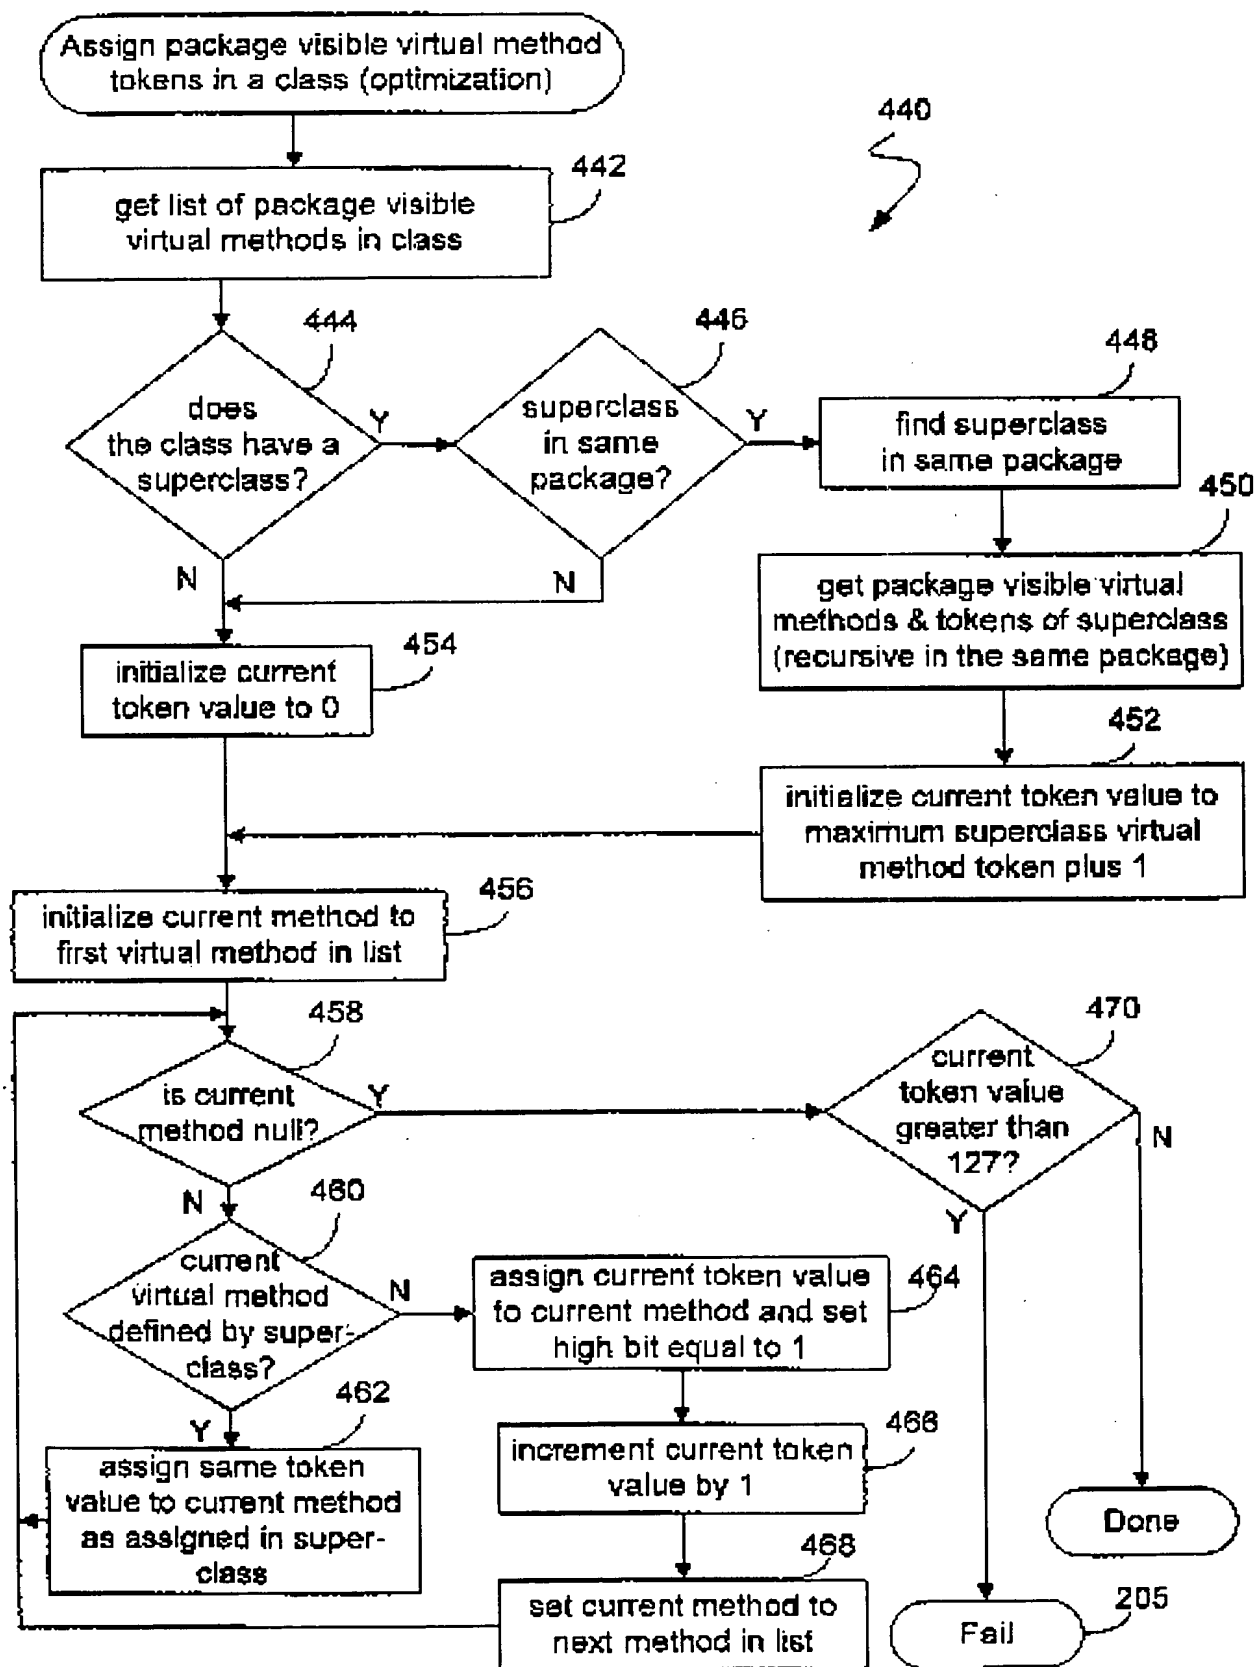 Assign package visible virtual method
tokens in a class (optimization)
440
442
get list of package visible
virtual methods in class
444
446
448
does
the class have a
superclass?
Y
superclass
in same
package?
Y
find superclass
in same package
450
N
N
get package visible virtual
methods & tokens of superclass
(recursive in the same package)
454
initialize current
token value to 0
452
initialize current token value to
maximum superclass virtual
method token plus 1
456
initialize current method to
first virtual method in list
458
470
is current
method null?
Y
current
token value
greater than
127?
N
N
Y
460
current
virtual method
defined by super-
class?
N
assign current token value
to current method and set
high bit equal to 1
464
Y
462
assign same token
value to current method
as assigned in super-
class
increment current token
value by 1
466
Done
468
set current method to
next method in list
Fail
205